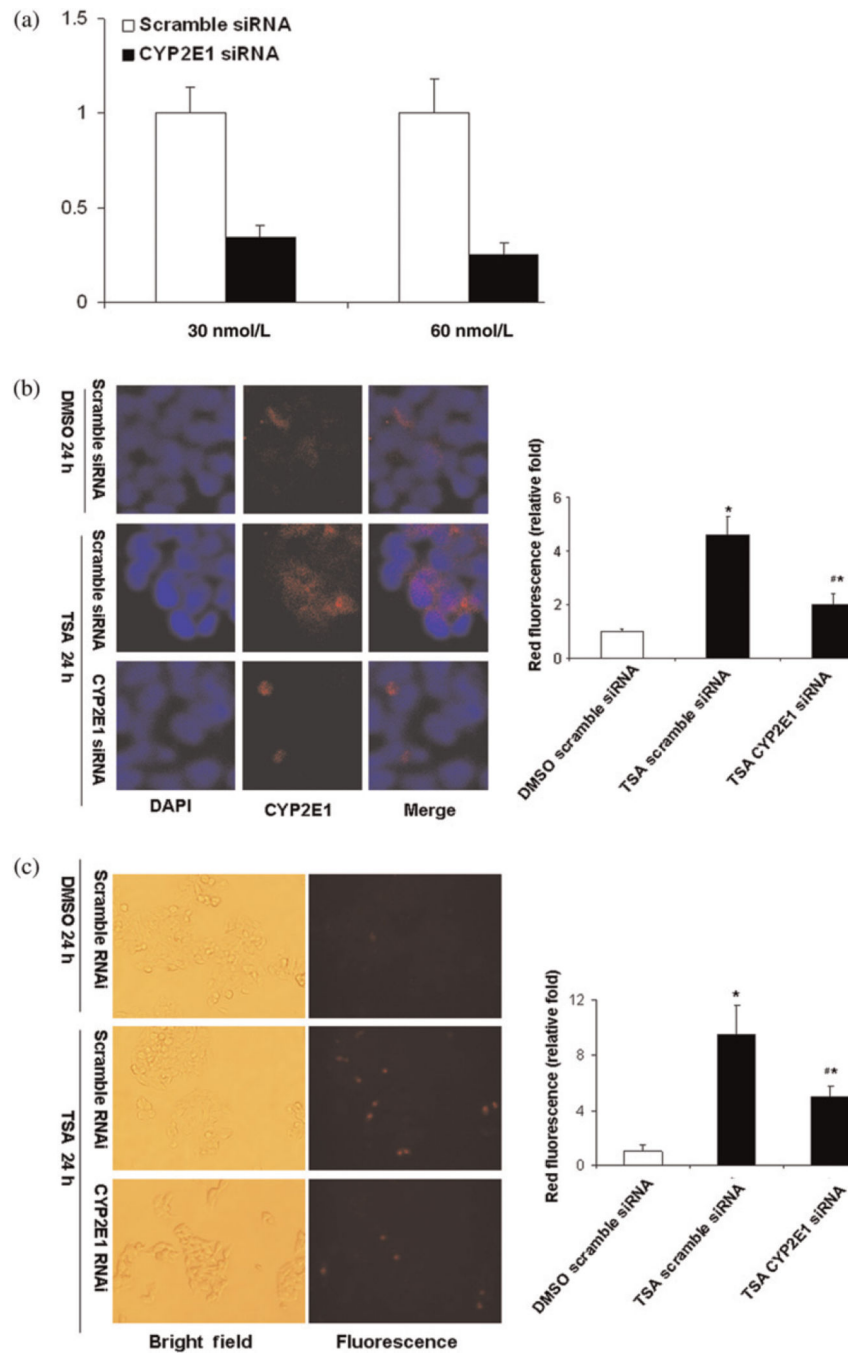 (a)
1.5
1
0.5
0
Scramble siRNA
CYP2E1 siRNA
30 nmol/L
60 nmol/L
(b)
DMSO 24 h
Scramble siRNA
TSA 24 h
Scramble siRNA
CYP2E1 siRNA
DAPI
CYP2E1
Merge
Red fluorescence (relative fold)
6
4
2
0
*
#*
DMSO scramble siRNA
TSA scramble siRNA
TSA CYP2E1 siRNA
(c)
DMSO 24 h
Scramble RNAi
TSA 24 h
Scramble RNAi
CYP2E1 RNAi
Bright field
Fluorescence
Red fluorescence (relative fold)
12
8
4
0
*
#*
DMSO scramble siRNA
TSA scramble siRNA
TSA CYP2E1 siRNA